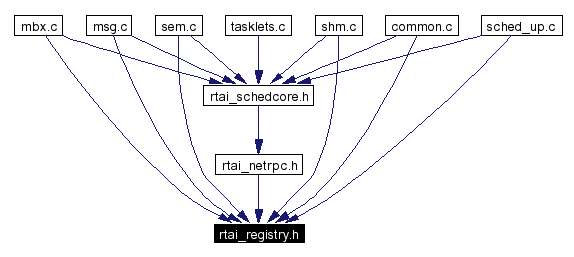 mbx.c
msg.c
sem.c
tasklets.c
shm.c
common.c
sched_up.c
rtai_schedcore.h
rtai_netrpc.h
rtai_registry.h